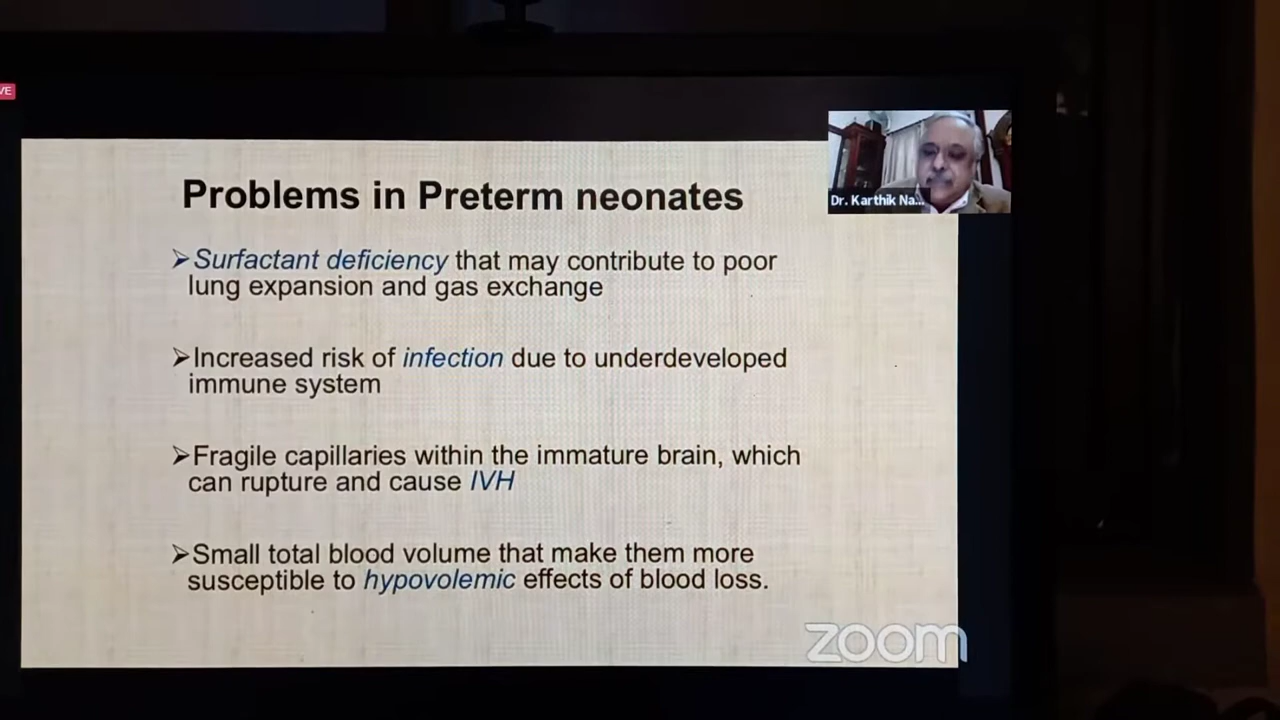 VE
Problems in Preterm neonates
Dr. Karthik Na...
➢Surfactant deficiency that may contribute to poor
lung expansion and gas exchange
➢Increased risk of infection due to underdeveloped
immune system
➢Fragile capillaries within the immature brain, which
can rupture and cause IVH
➢Small total blood volume that make them more
susceptible to hypovolemic effects of blood loss.
zoom